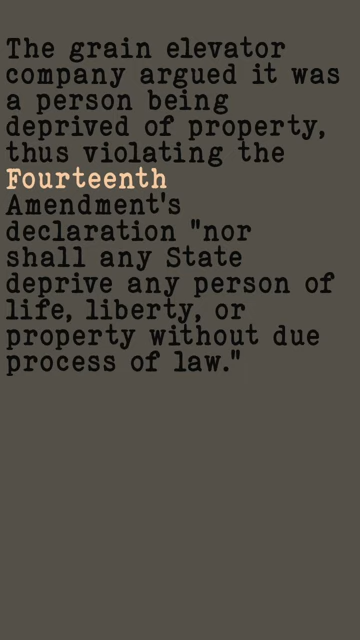 The grain elevator
company argued it was
a person being
deprived of property,
thus violating the
Fourteenth
Amendment's
declaration "nor
shall any State
deprive any person of
life, liberty, or
property without due
process of law."